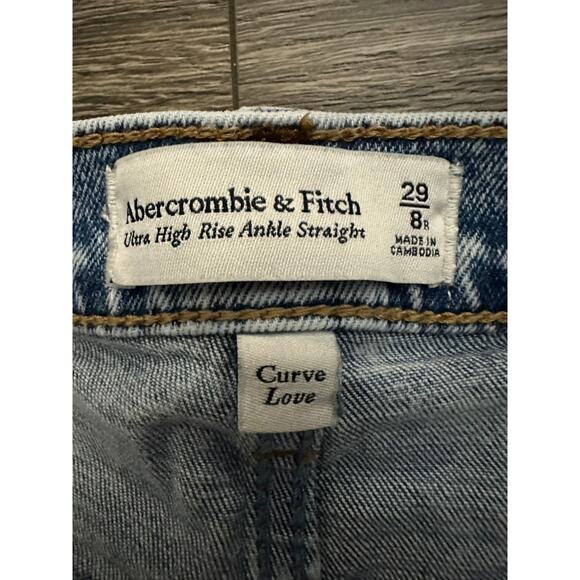 Abercrombie & Fitch
Ultra High Rise Ankle Straight
29
8R
MADE IN
CAMBODIA
Curve
Love